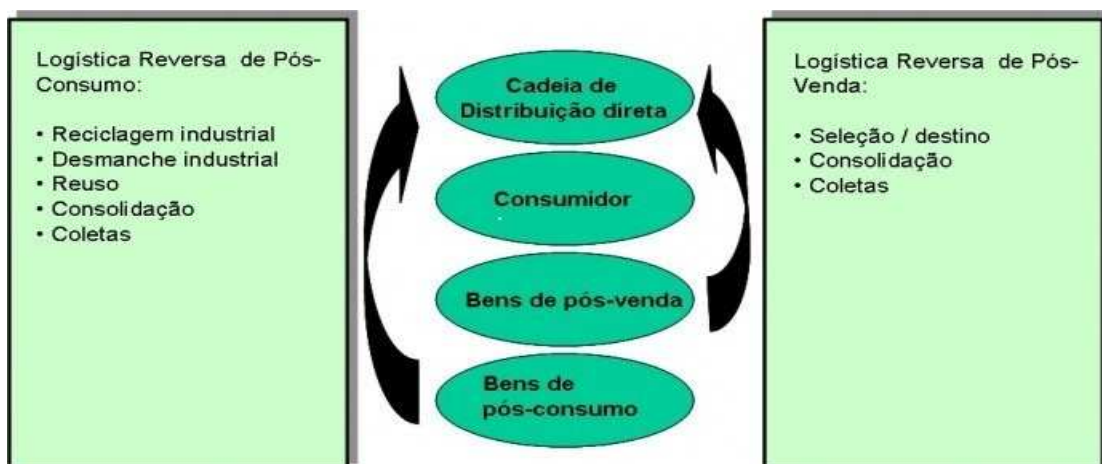 Logística Reversa de Pós-
Consumo:
• Reciclagem industrial
• Desmanche industrial
• Reuso
• Consolidação
• Coletas
Cadeia de
Distribuição direta
Consumidor
Bens de pós-venda
Bens de
pós-consumo
Logística Reversa de Pós-
Venda:
• Seleção / destino
• Consolidação
• Coletas